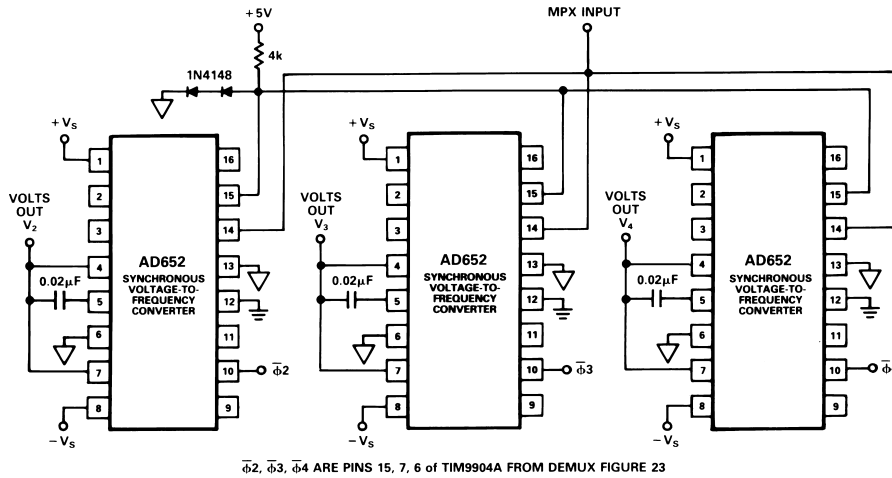 +5V
4k
1N4148
MPX INPUT
+VS
1
2
3
4
5
6
7
8
16
15
14
13
12
11
10
9
VOLTS
OUT
V2
0.02µF
AD652
SYNCHRONOUS
VOLTAGE-TO-
FREQUENCY
CONVERTER
ϕ̅2
−VS
+VS
1
2
3
4
5
6
7
8
16
15
14
13
12
11
10
9
VOLTS
OUT
V3
0.02µF
AD652
SYNCHRONOUS
VOLTAGE-TO-
FREQUENCY
CONVERTER
ϕ̅3
−VS
+VS
1
2
3
4
5
6
7
8
16
15
14
13
12
11
10
9
VOLTS
OUT
V4
0.02µF
AD652
SYNCHRONOUS
VOLTAGE-TO-
FREQUENCY
CONVERTER
−VS
ϕ̅2, ϕ̅3, ϕ̅4 ARE PINS 15, 7, 6 of TIM9904A FROM DEMUX FIGURE 23